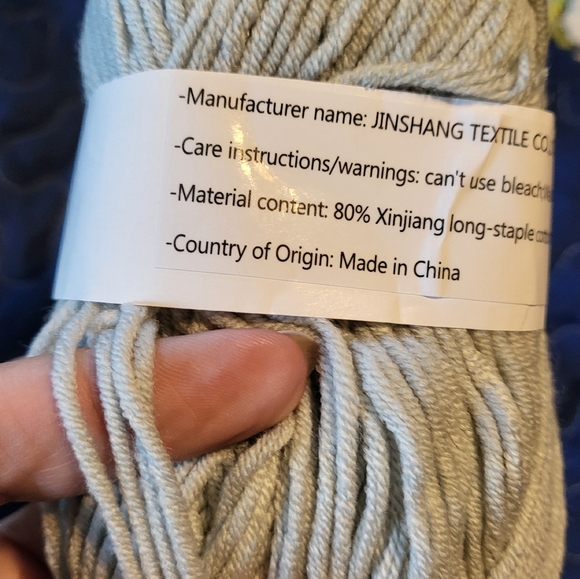 -Manufacturer name: JINSHANG TEXTILE CO.
-Care instructions/warnings: can't use bleach;
-Material content: 80% Xinjiang long-staple
-Country of Origin: Made in China